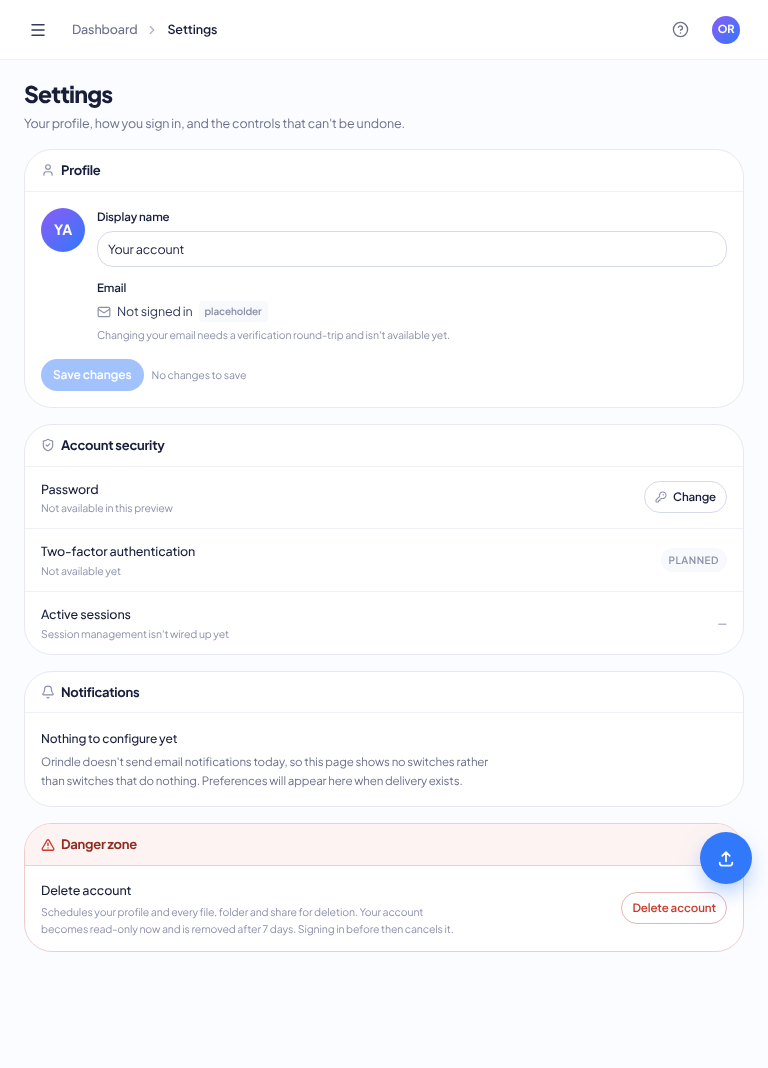 Dashboard > Settings
OR
Settings
Your profile, how you sign in, and the controls that can't be undone.
Profile
YA
Display name
Your account
Email
Not signed in placeholder
Changing your email needs a verification round-trip and isn't available yet.
Save changes No changes to save
Account security
Password
Not available in this preview
Change
Two-factor authentication
Not available yet
PLANNED
Active sessions
Session management isn't wired up yet
—
Notifications
Nothing to configure yet
Orindle doesn't send email notifications today, so this page shows no switches rather
than switches that do nothing. Preferences will appear here when delivery exists.
Danger zone
Delete account
Schedules your profile and every file, folder and share for deletion. Your account
becomes read-only now and is removed after 7 days. Signing in before then cancels it.
Delete account